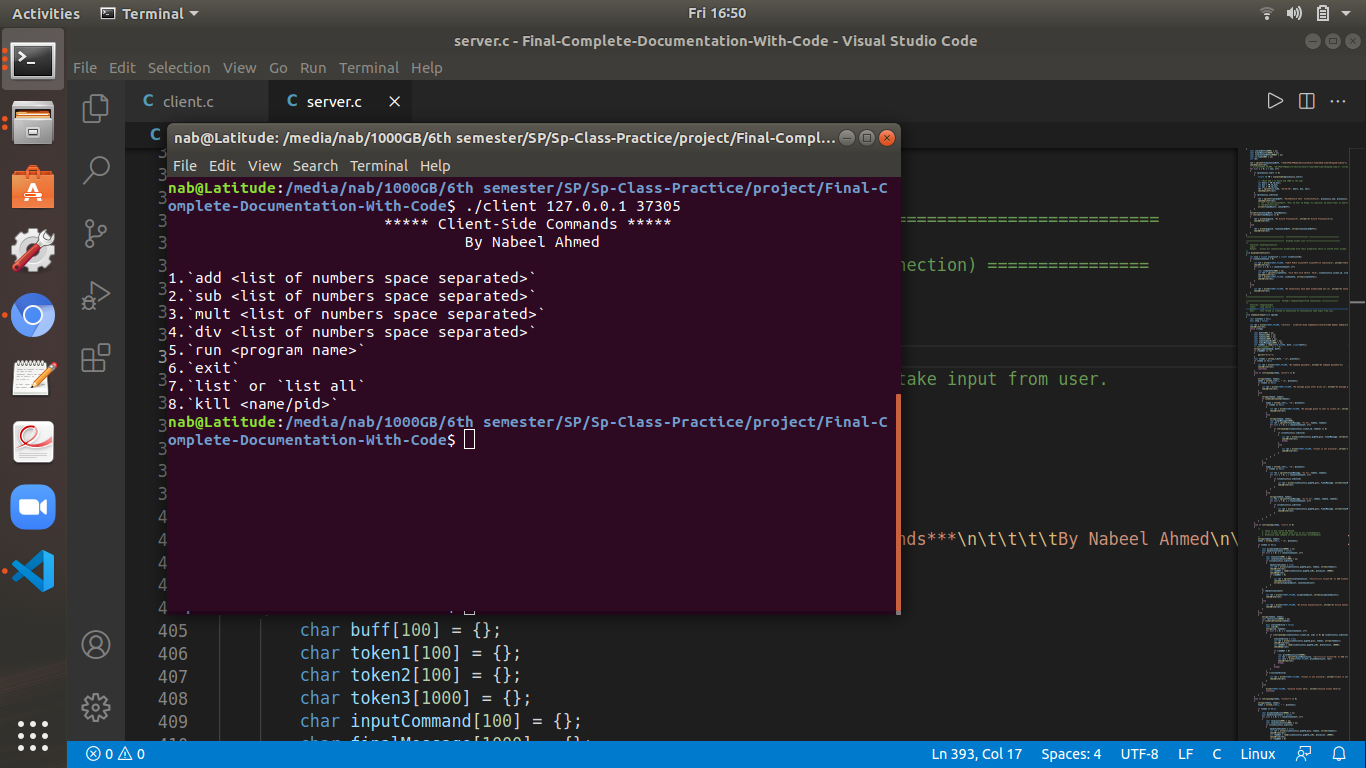 Activities Terminal Fri 16:50
server.c - Final-Complete-Documentation-With-Code - Visual Studio Code
File Edit Selection View Go Run Terminal Help
client.c server.c
nab@Latitude: /media/nab/1000GB/6th semester/SP/Sp-Class-Practice/project/Final-Compl...
File Edit View Search Terminal Help
nab@Latitude:/media/nab/1000GB/6th semester/SP/Sp-Class-Practice/project/Final-C
omplete-Documentation-With-Code$ ./client 127.0.0.1 37305
***** Client-Side Commands *****
By Nabeel Ahmed
1.`add <list of numbers space separated>`
2.`sub <list of numbers space separated>`
3.`mult <list of numbers space separated>`
4.`div <list of numbers space separated>`
5.`run <program name>`
6.`exit`
7.`list` or `list all`
8.`kill <name/pid>`
nab@Latitude:/media/nab/1000GB/6th semester/SP/Sp-Class-Practice/project/Final-C
omplete-Documentation-With-Code$
==========================
nection) ================
take input from user.
nds***\n\t\t\t\tBy Nabeel Ahmed\n\
405 char buff[100] = {};
406 char token1[100] = {};
407 char token2[100] = {};
408 char token3[1000] = {};
409 char inputCommand[100] = {};
0 0 Ln 393, Col 17 Spaces: 4 UTF-8 LF C Linux